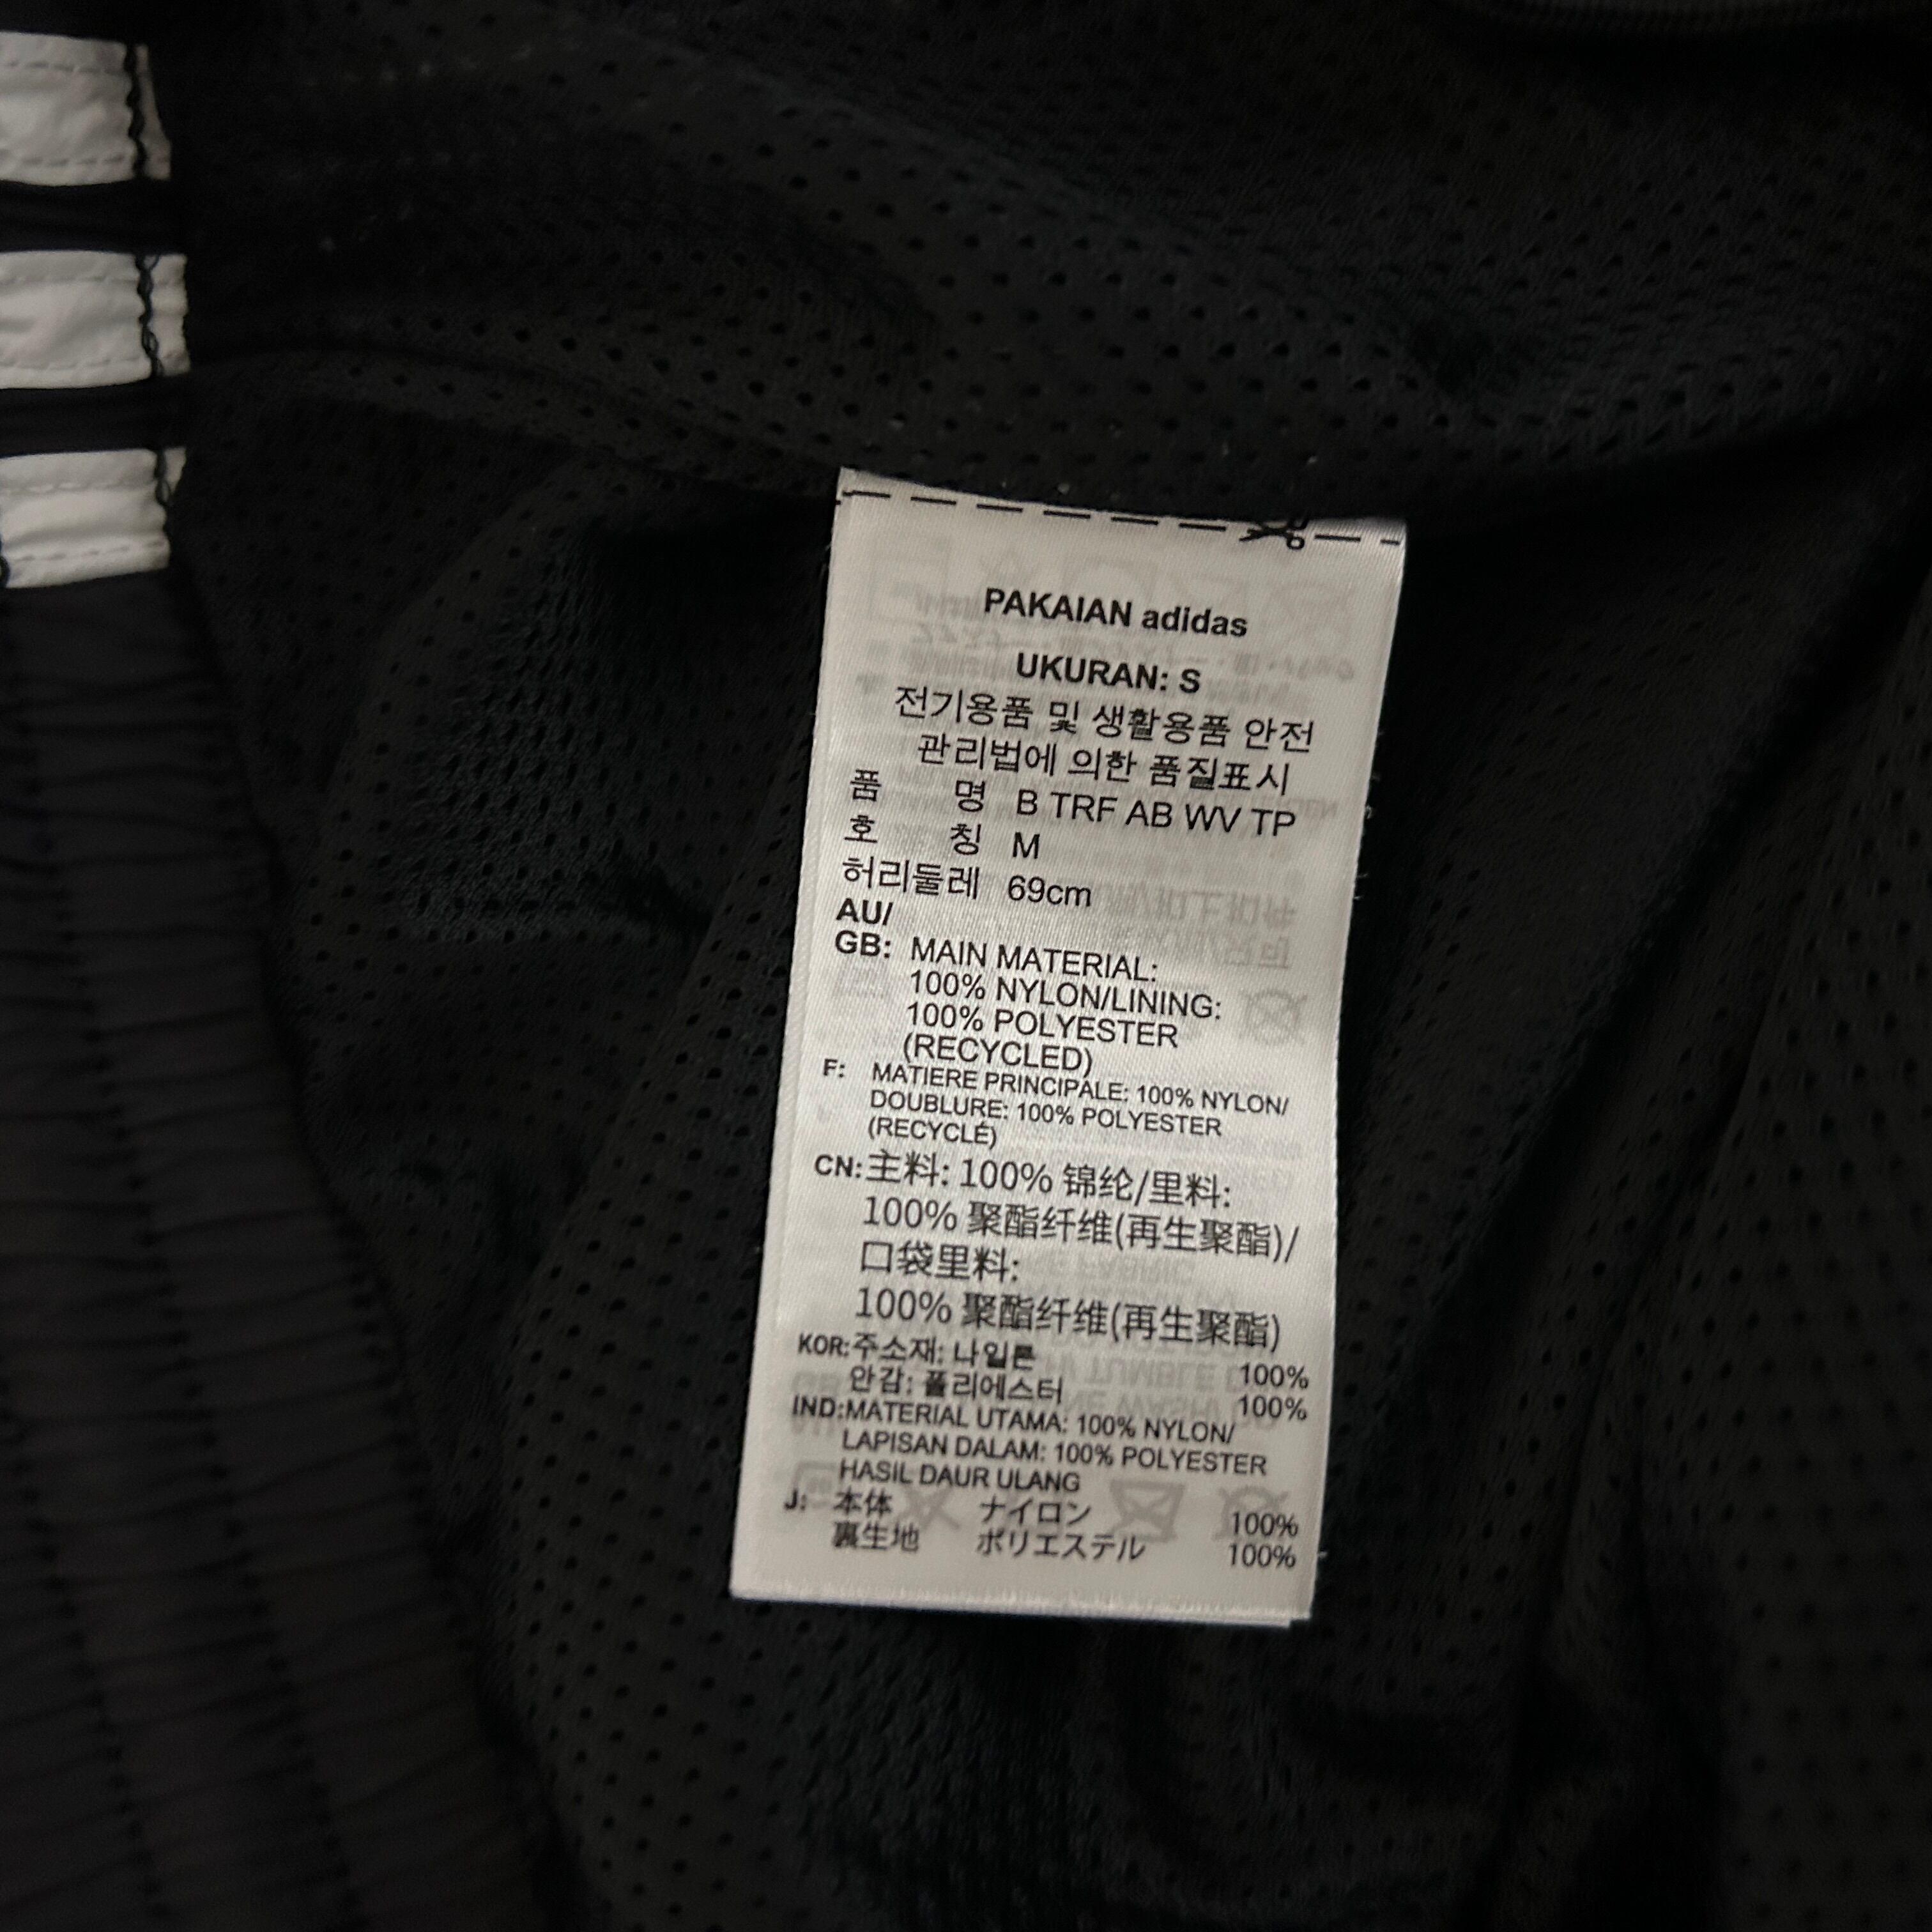 PAKAIAN adidas
UKURAN: S
전기용품 및 생활용품 안전
관리법에 의한 품질표시
품 명 B TRF AB WV TP
호 칭 M
허리둘레 69cm
AU/
GB: MAIN MATERIAL:
100% NYLON/LINING:
100% POLYESTER
(RECYCLED)
F: MATIERE PRINCIPALE: 100% NYLON/
DOUBLURE: 100% POLYESTER
(RECYCLÉ)
CN: 主料: 100% 锦纶/里料:
100% 聚酯纤维(再生聚酯)/
口袋里料:
100% 聚酯纤维(再生聚酯)
KOR: 주소재: 나일론 100%
안감: 폴리에스터 100%
IND: MATERIAL UTAMA: 100% NYLON/
LAPISAN DALAM: 100% POLYESTER
HASIL DAUR ULANG
J: 本体 ナイロン 100%
裏生地 ポリエステル 100%